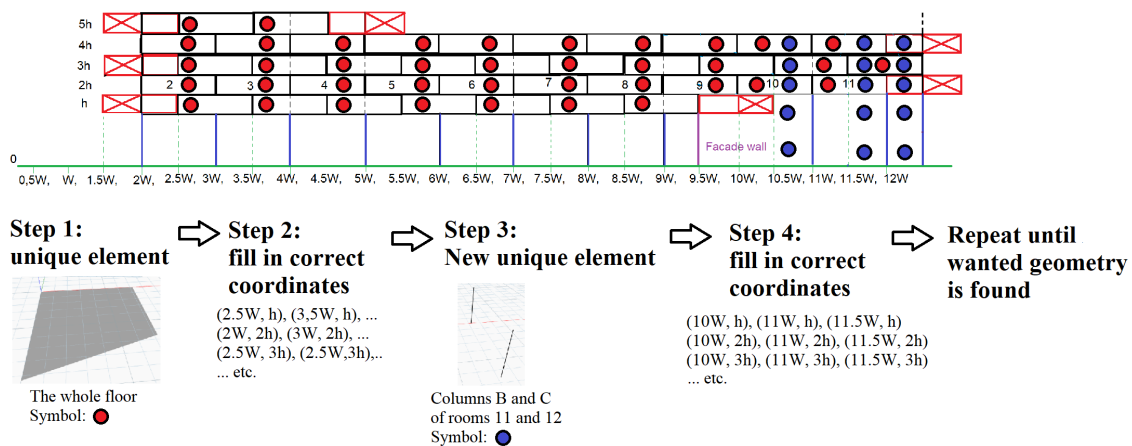 5h
4h
3h
2h
h
2 3 4 5 6 7 8 9 10 11
Facade wall
0
0,5W, W, 1.5W, 2W, 2.5W, 3W, 3.5W, 4W, 4.5W, 5W, 5.5W, 6W, 6.5W, 7W, 7.5W, 8W, 8.5W, 9W, 9.5W, 10W, 10.5W, 11W, 11.5W, 12W
Step 1:
unique element
The whole floor
Symbol:
Step 2:
fill in correct
coordinates
(2.5W, h), (3,5W, h), ...
(2W, 2h), (3W, 2h), ...
(2.5W, 3h), (2.5W,3h),..
... etc.
Step 3:
New unique element
Columns B and C
of rooms 11 and 12
Symbol:
Step 4:
fill in correct
coordinates
(10W, h), (11W, h), (11.5W, h)
(10W, 2h), (11W, 2h), (11.5W, 2h)
(10W, 3h), (11W, 3h), (11.5W, 3h)
... etc.
Repeat until
wanted geometry
is found